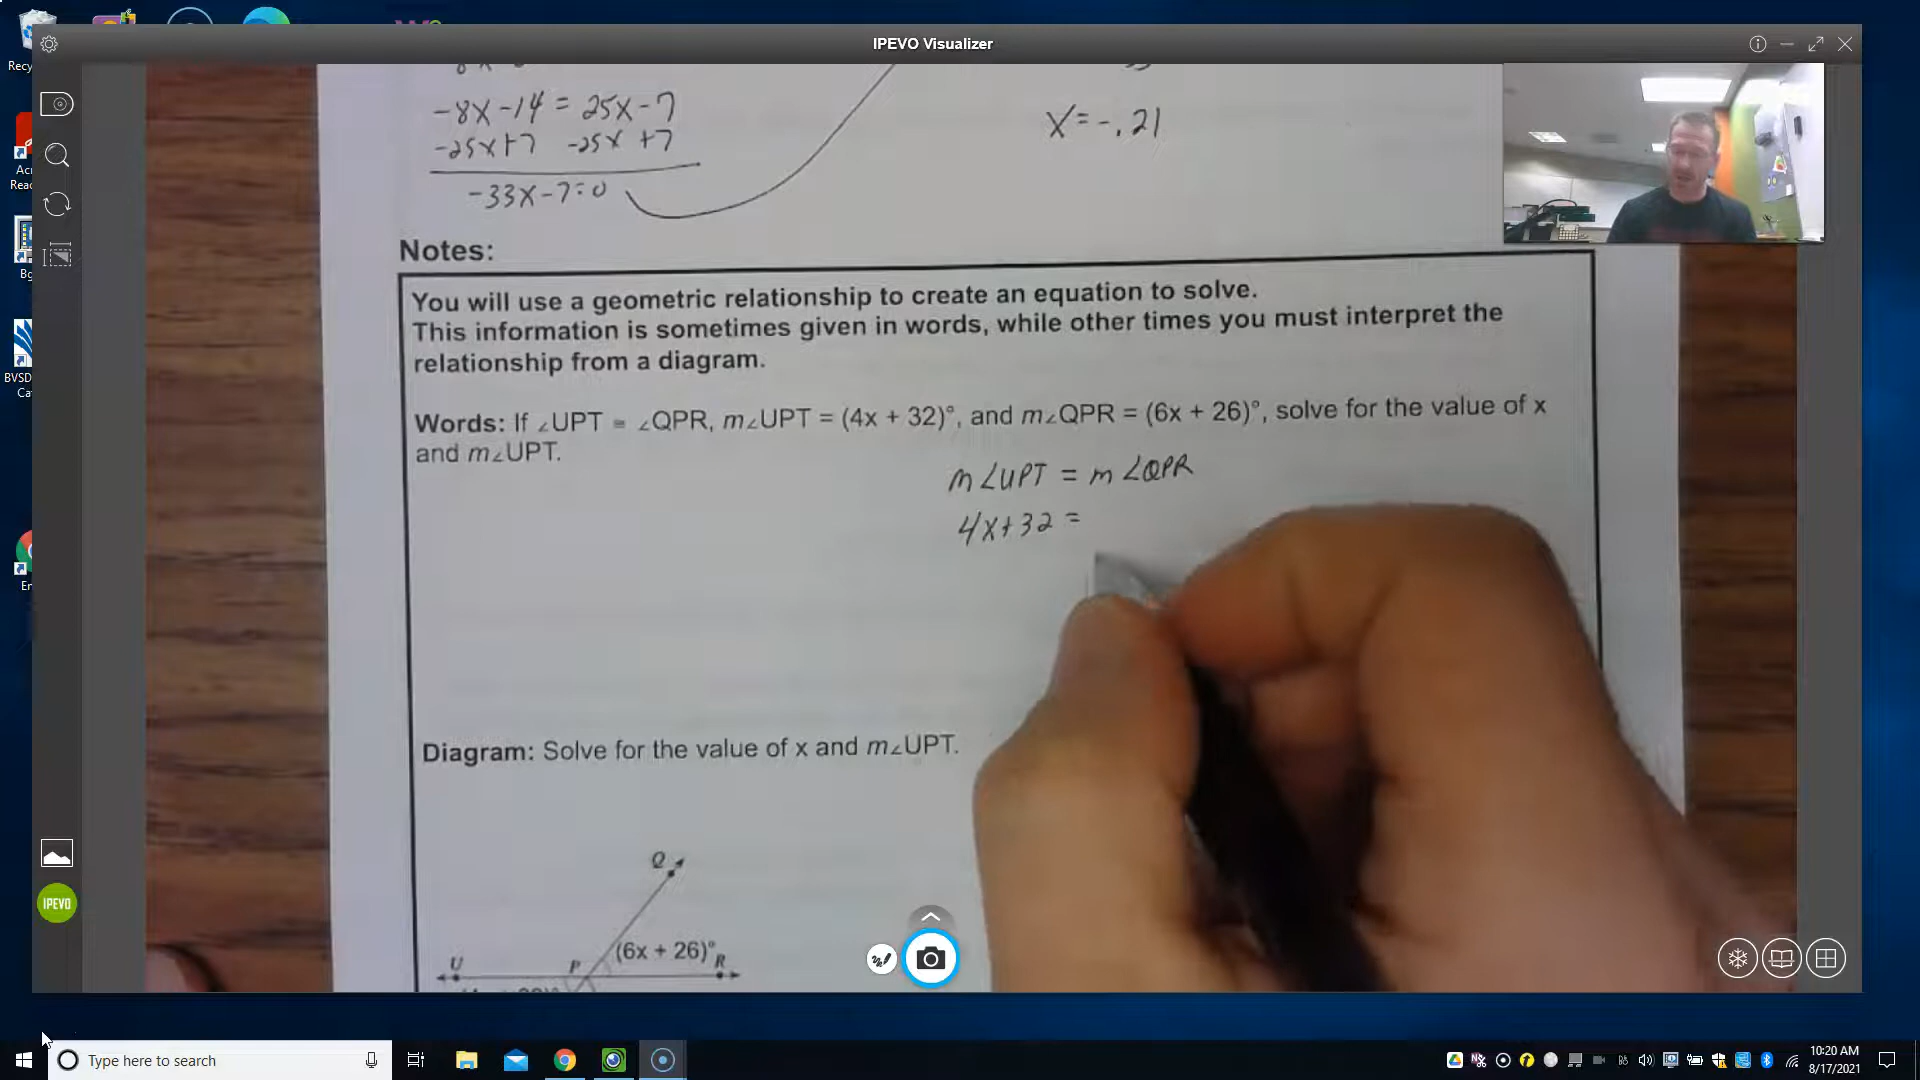 IPEVO Visualizer
-8x-14 = 25x-7
-25x+7 -25x +7
-33x-7=0
x=-.21
Notes:
You will use a geometric relationship to create an equation to solve.
This information is sometimes given in words, while other times you must interpret the
relationship from a diagram.
Words: If ∠UPT ≅ ∠QPR, m∠UPT = (4x + 32)°, and m∠QPR = (6x + 26)°, solve for the value of x
and m∠UPT.
m∠UPT = m∠QPR
4x+32 =
Diagram: Solve for the value of x and m∠UPT.
Q
(6x + 26)°
U
P
R
IPEVO
Type here to search
10:20 AM
8/17/2021